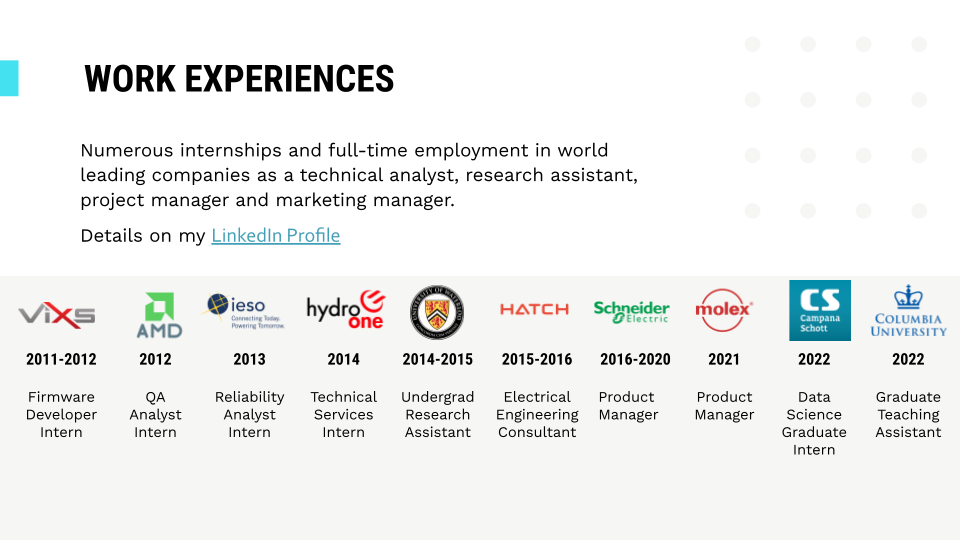 WORK EXPERIENCES
Numerous internships and full-time employment in world
leading companies as a technical analyst, research assistant,
project manager and marketing manager.
Details on my LinkedIn Profile
ViXS
AMD
ieso
Connecting Today.
Powering Tomorrow.
hydro
one
UNIVERSITY OF WATERLOO
HATCH
Schneider
Electric
molex
CS
Campana
Schott
COLUMBIA
UNIVERSITY
2011-2012 2012 2013 2014 2014-2015 2015-2016 2016-2020 2021 2022 2022
Firmware
Developer
Intern
QA
Analyst
Intern
Reliability
Analyst
Intern
Technical
Services
Intern
Undergrad
Research
Assistant
Electrical
Engineering
Consultant
Product
Manager
Product
Manager
Data
Science
Graduate
Intern
Graduate
Teaching
Assistant